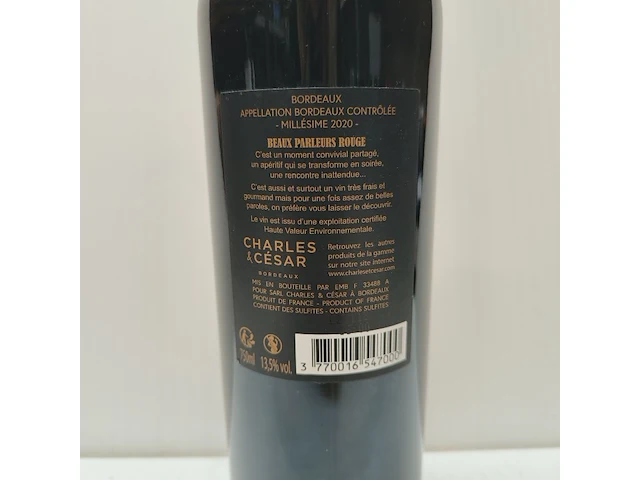 BORDEAUX
APPELLATION BORDEAUX CONTRÔLÉE
- MILLÉSIME 2020 -
BEAUX PARLEURS ROUGE
C'est un moment convivial partagé,
un apéritif qui se transforme en soirée,
une rencontre inattendue...
C'est aussi et surtout un vin très frais et
gourmand mais pour une fois assez de belles
paroles, on préfère vous laisser le découvrir.
Le vin est issu d'une exploitation certifiée
Haute Valeur Environnementale.
CHARLES
& CÉSAR
BORDEAUX
Retrouvez les autres
produits de la gamme
sur notre site internet
www.charlesetcesar.com
MIS EN BOUTEILLE PAR EMB F 33488 A
POUR SARL CHARLES & CÉSAR À BORDEAUX
PRODUIT DE FRANCE - PRODUCT OF FRANCE
CONTIENT DES SULFITES - CONTAINS SULFITES
750ml 13,5% vol.
3 770016 547000